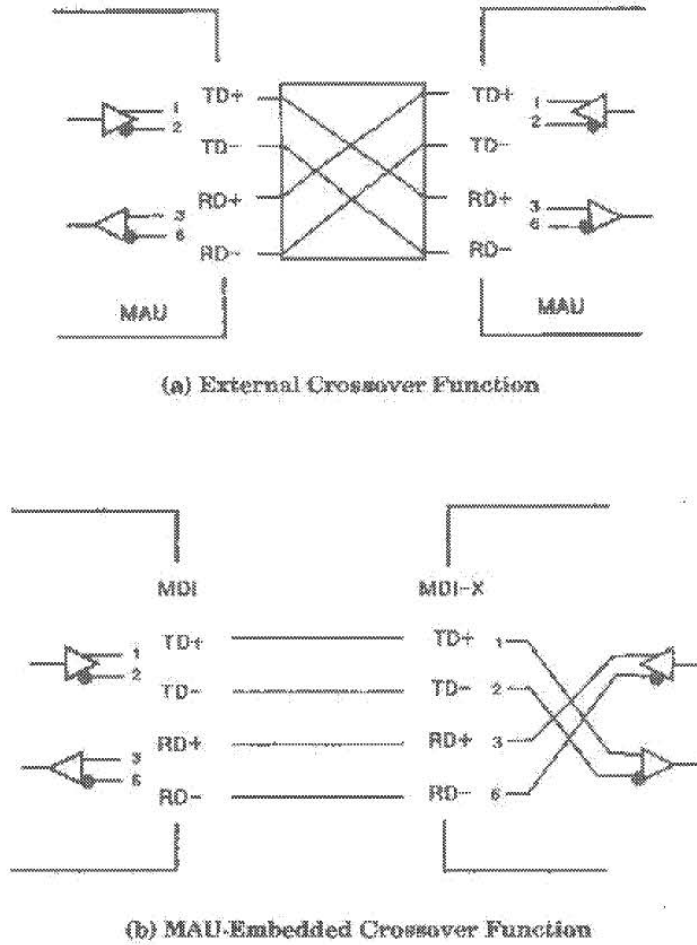 TD+ TD+
1 1
2 2
TD- TD-
RD+ RD+
3 3
6 6
RD- RD-
MAU MAU
(a) External Crossover Function
MDI MDI-X
TD+ TD+ 1
1
2
TD- TD- 2
RD+ RD+ 3
3
6
RD- RD- 6
(b) MAU-Embedded Crossover Function